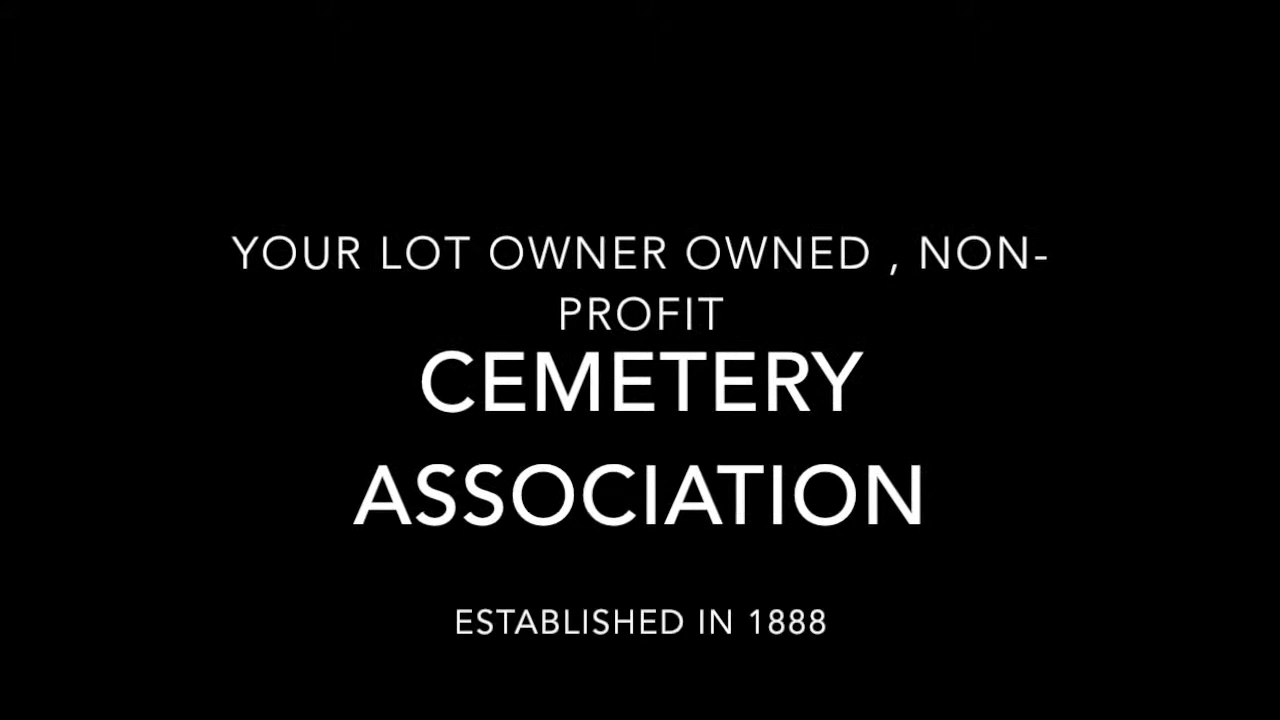 YOUR LOT OWNER OWNED , NON-
PROFIT
CEMETERY
ASSOCIATION
ESTABLISHED IN 1888